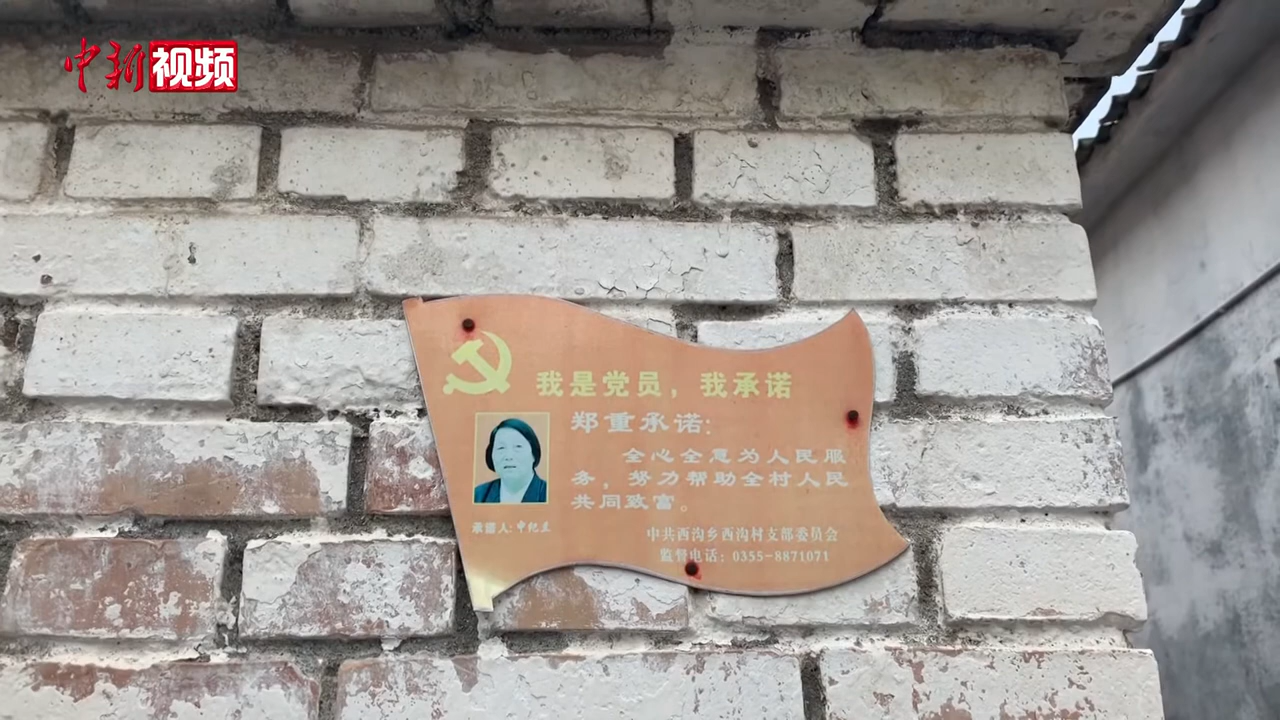 中新视频
我是党员，我承诺
郑重承诺：
全心全意为人民服
务，努力帮助全村人民
共同致富。
承诺人：申纪兰
中共西沟乡西沟村支部委员会
监督电话：0355-8871071